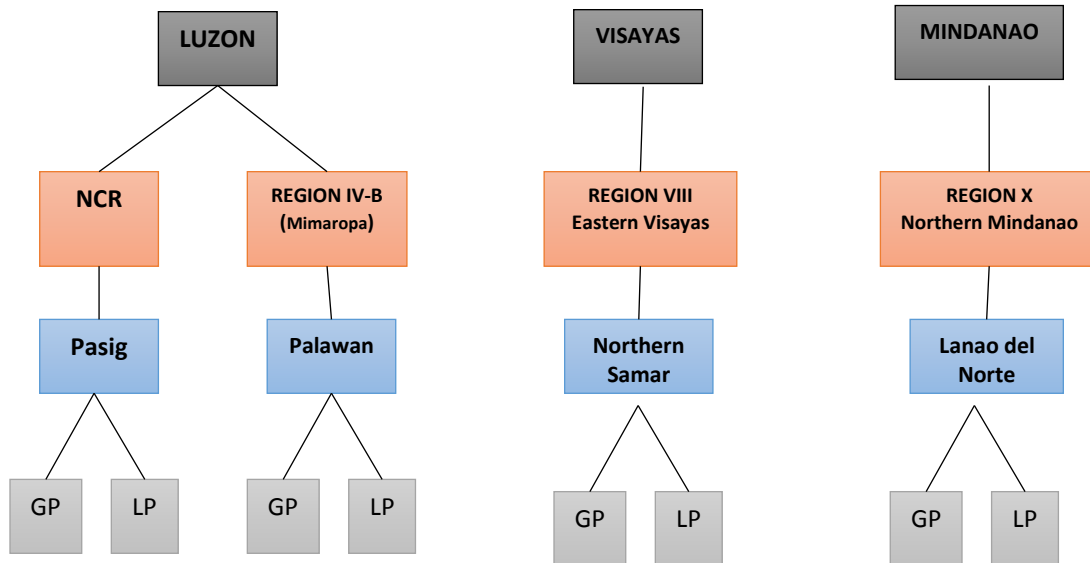 LUZON
VISAYAS
MINDANAO
NCR
REGION IV-B
(Mimaropa)
REGION VIII
Eastern Visayas
REGION X
Northern Mindanao
Pasig
Palawan
Northern
Samar
Lanao del
Norte
GP
LP
GP
LP
GP
LP
GP
LP